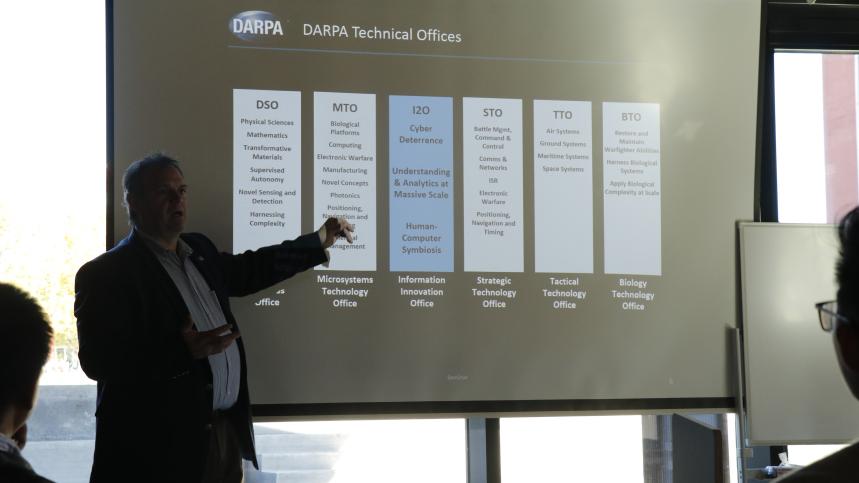 DARPA
DARPA Technical Offices
DSO
Physical Sciences
Mathematics
Transformative
Materials
Supervised
Autonomy
Novel Sensing and
Detection
Harnessing
Complexity
Office
MTO
Biological
Platforms
Computing
Electronic Warfare
Manufacturing
Novel Concepts
Photonics
Positioning,
Navigation and
Microsystems
Technology
Office
I2O
Cyber
Deterrence
Understanding
& Analytics at
Massive Scale
Human-
Computer
Symbiosis
Information
Innovation
Office
STO
Battle Mgmt,
Command &
Control
Comms &
Networks
ISR
Electronic
Warfare
Positioning,
Navigation and
Timing
Strategic
Technology
Office
TTO
Air Systems
Ground Systems
Maritime Systems
Space Systems
Tactical
Technology
Office
BTO
Restore and
Maintain
Warfighter Abilities
Harness Biological
Systems
Apply Biological
Complexity at Scale
Biology
Technology
Office